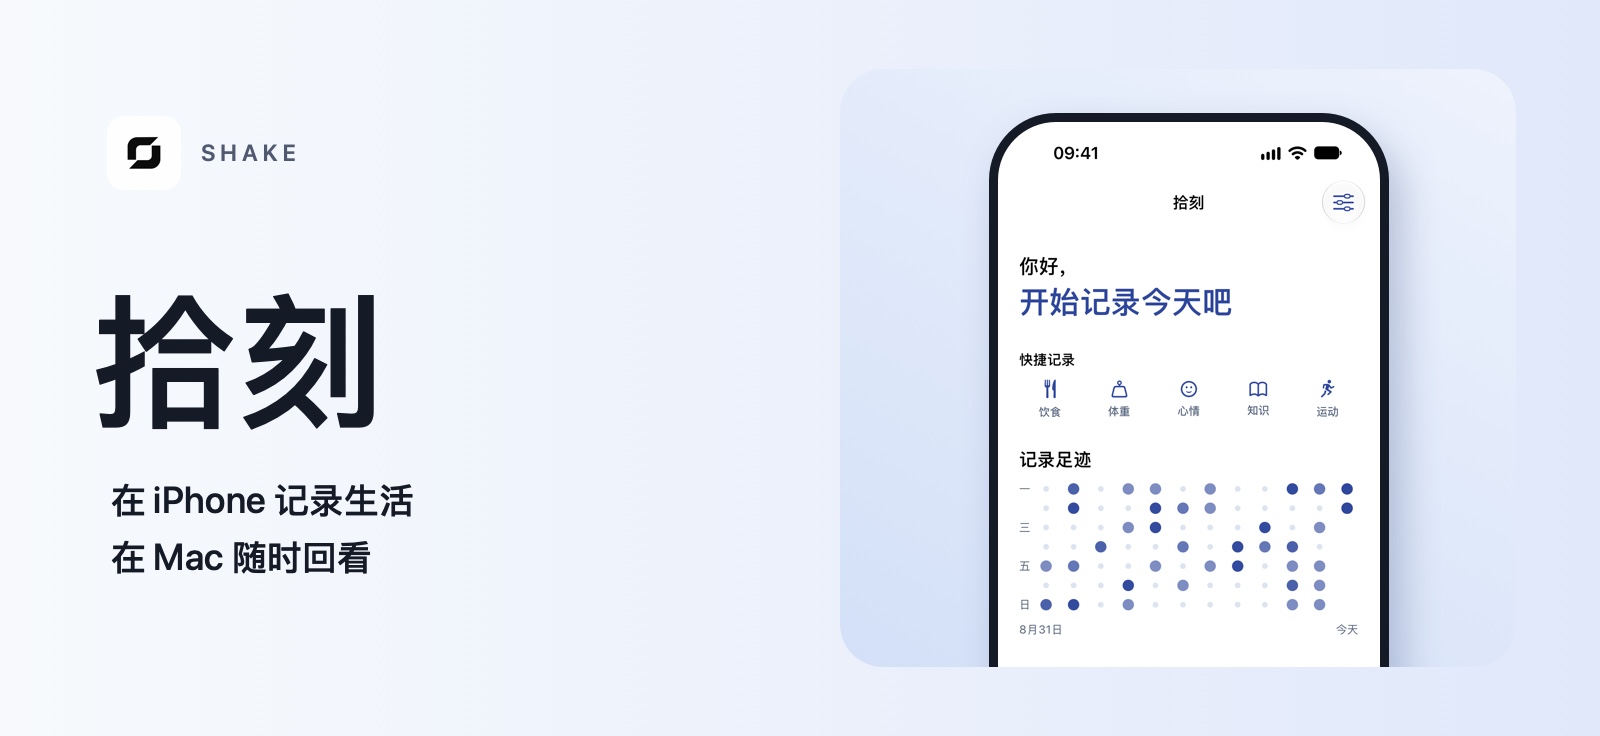 SHAKE
拾刻
在 iPhone 记录生活
在 Mac 随时回看
09:41
拾刻
你好，
开始记录今天吧
快捷记录
饮食 体重 心情 知识 运动
记录足迹
一
三
五
日
8月31日 今天